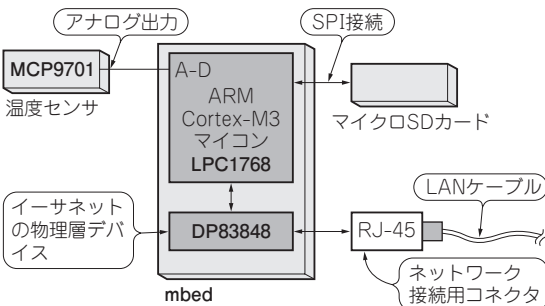 アナログ出力
SPI接続
MCP9701
温度センサ
A-D
ARM
Cortex-M3
マイコン
LPC1768
マイクロSDカード
イーサネット
の物理層デバ
イス
DP83848
mbed
LANケーブル
RJ-45
ネットワーク
接続用コネクタ